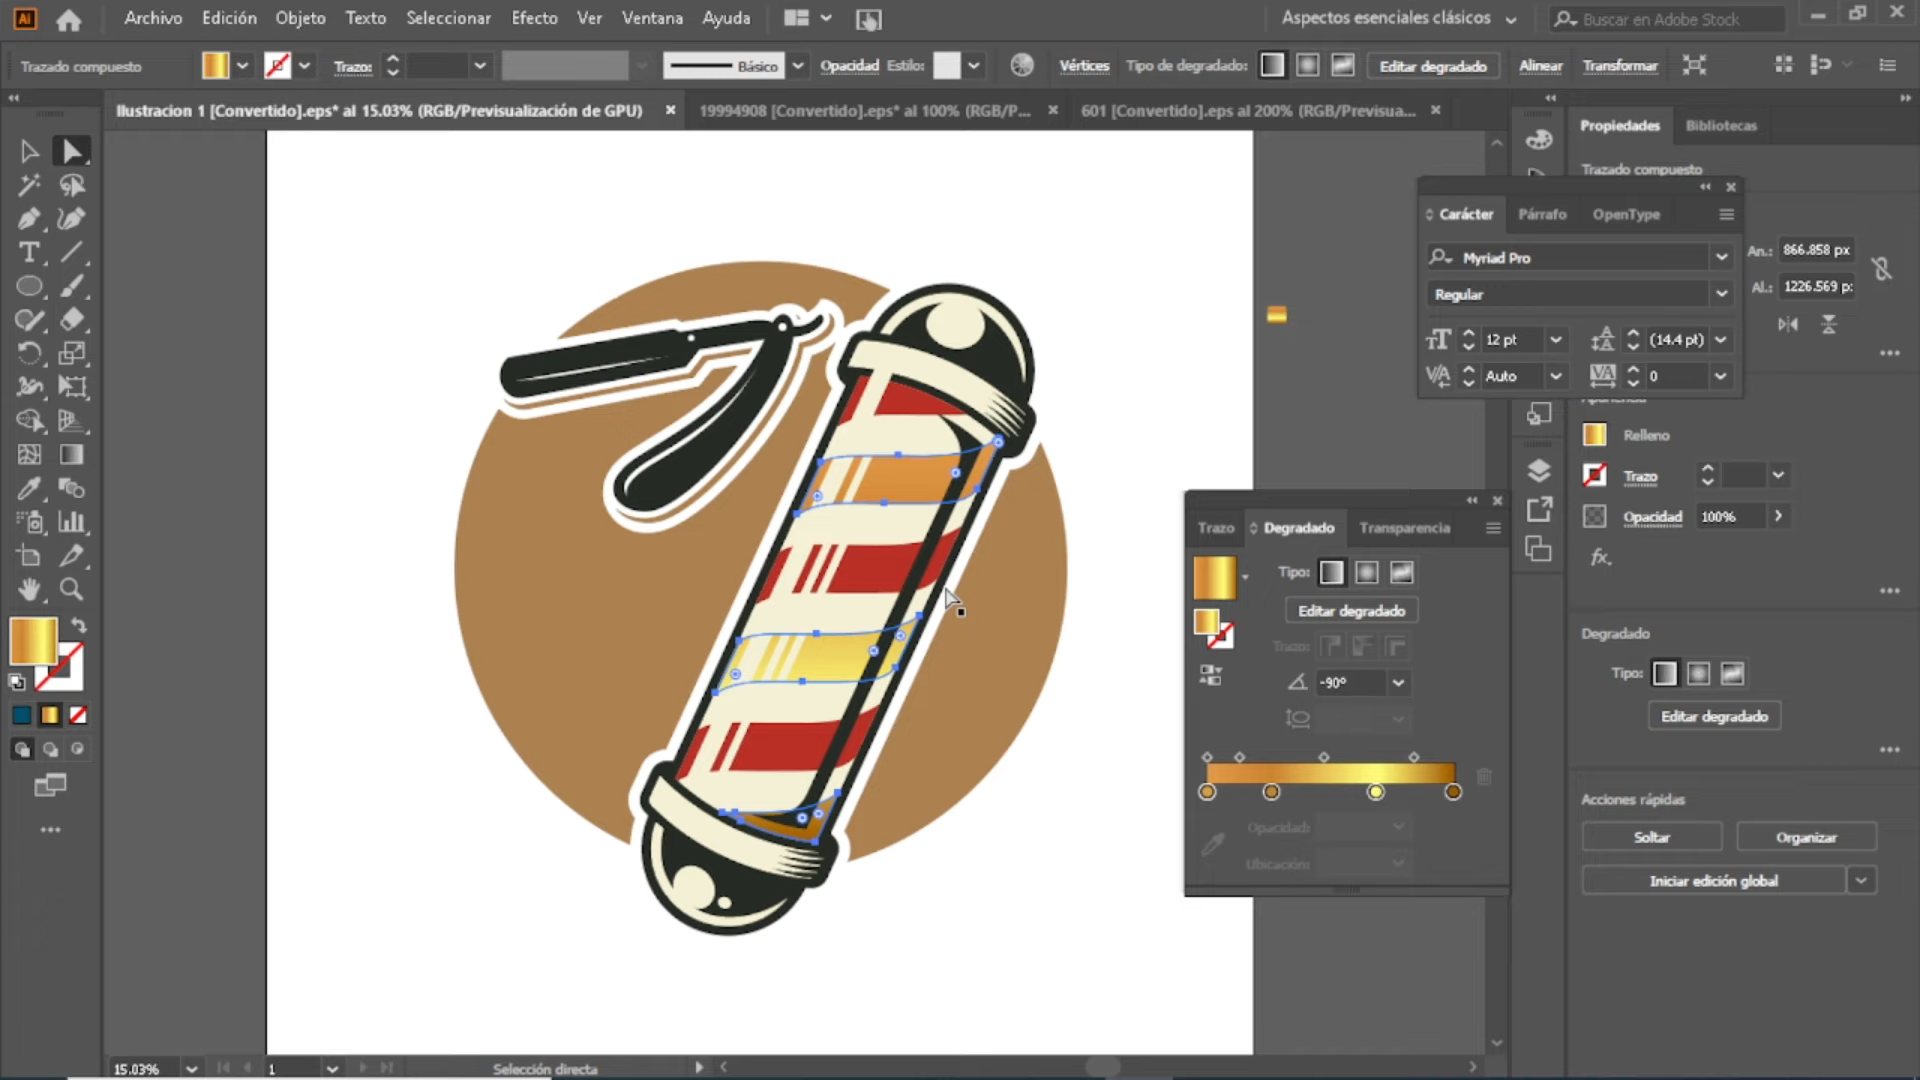 Ai Archivo Edición Objeto Texto Seleccionar Efecto Ver Ventana Ayuda Aspectos esenciales clásicos Buscar en Adobe Stock
Trazado compuesto Trazo: Básico Opacidad Estilo: Vértices Tipo de degradado: Editar degradado Alinear Transformar
Ilustracion 1 [Convertido].eps* al 15.03% (RGB/Previsualización de GPU) 19994908 [Convertido].eps* al 100% (RGB/P... 601 [Convertido].eps al 200% (RGB/Previsua...
Propiedades Bibliotecas
Trazado compuesto
Carácter Párrafo OpenType
An.: 866.858 px
Myriad Pro
Al.: 1226.569 p
Regular
12 pt (14.4 pt)
Auto 0
Apariencia
Relleno
Trazo
Opacidad 100%
fx.
Trazo Degradado Transparencia
Tipo:
Editar degradado
Trazo:
-90°
Opacidad:
Ubicación:
Degradado
Tipo:
Editar degradado
Acciones rápidas
Soltar Organizar
Iniciar edición global
15.03% 1 Selección directa